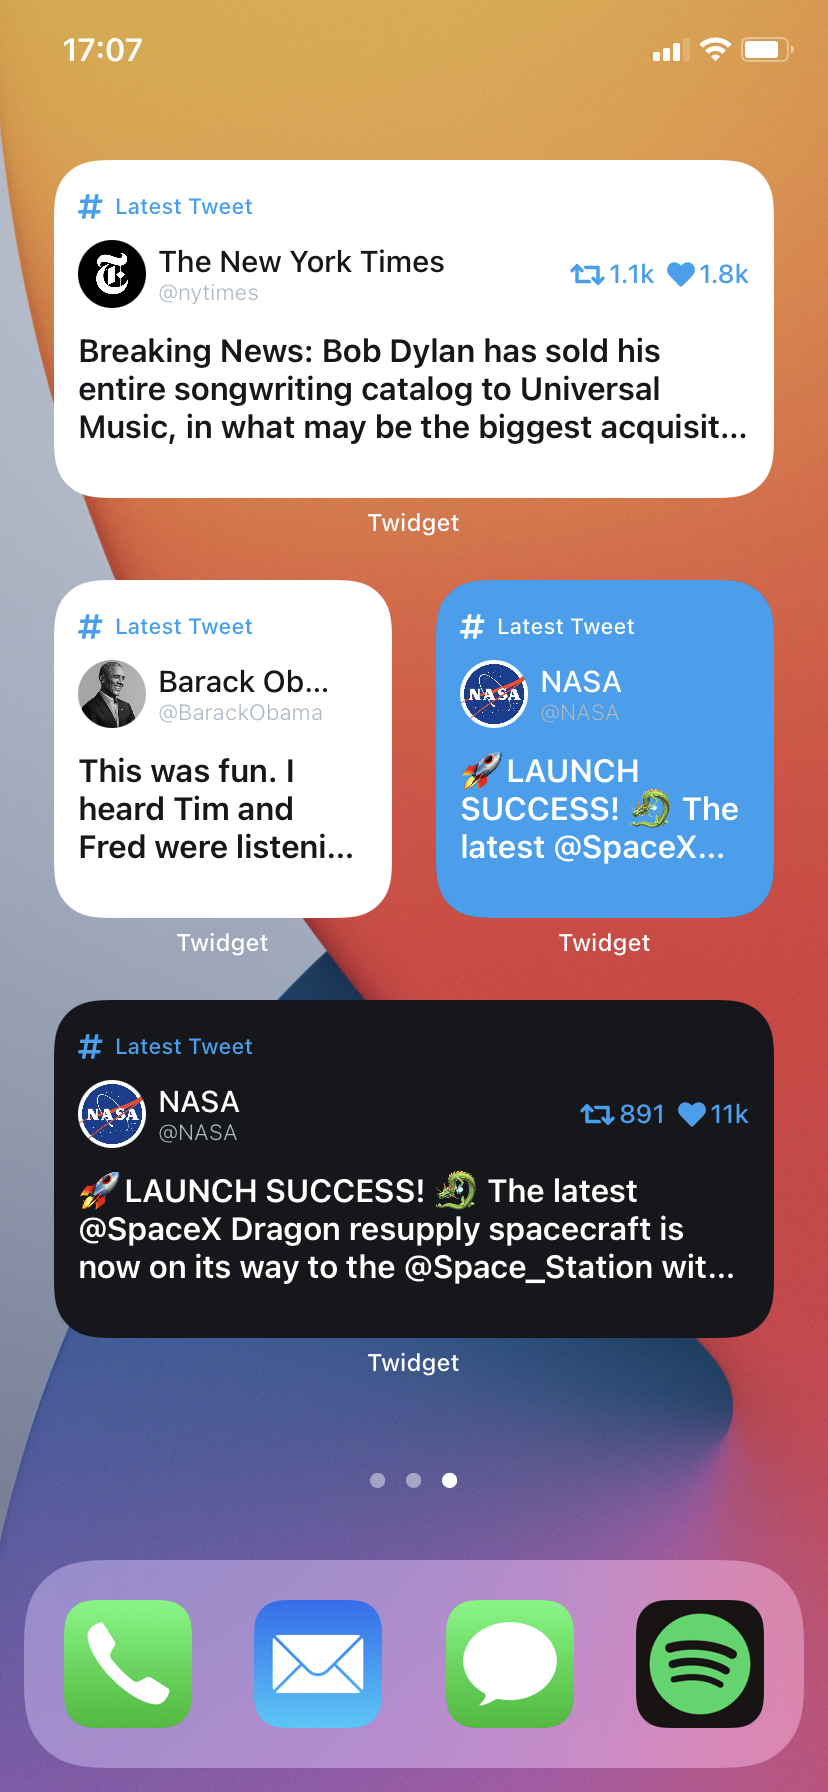 17:07
# Latest Tweet
The New York Times
@nytimes
1.1k 1.8k
Breaking News: Bob Dylan has sold his
entire songwriting catalog to Universal
Music, in what may be the biggest acquisit...
Twidget
# Latest Tweet
Barack Ob...
@BarackObama
This was fun. I
heard Tim and
Fred were listeni...
Twidget
# Latest Tweet
NASA
NASA
@NASA
🚀LAUNCH
SUCCESS! 🐉 The
latest @SpaceX...
Twidget
# Latest Tweet
NASA
NASA
@NASA
891 11k
🚀LAUNCH SUCCESS! 🐉 The latest
@SpaceX Dragon resupply spacecraft is
now on its way to the @Space_Station wit...
Twidget